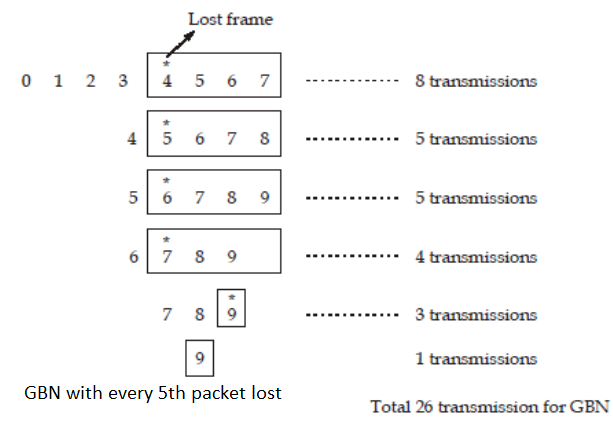 Lost frame
*
0 1 2 3 4 5 6 7 ............... 8 transmissions
*
4 5 6 7 8 ............... 5 transmissions
*
5 6 7 8 9 ............... 5 transmissions
*
6 7 8 9 ............... 4 transmissions
*
7 8 9 ............... 3 transmissions
9 1 transmissions
GBN with every 5th packet lost
Total 26 transmission for GBN